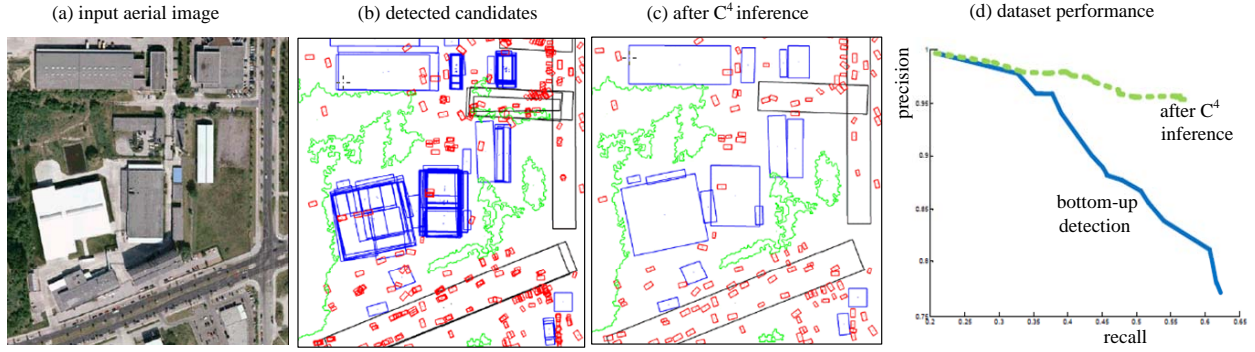 (a) input aerial image
(b) detected candidates
(c) after C⁴ inference
(d) dataset performance
precision
1
0.95
0.9
0.85
0.8
0.75
after C⁴
inference
bottom-up
detection
0.2 0.25 0.3 0.35 0.4 0.45 0.5 0.55 0.6 0.65
recall